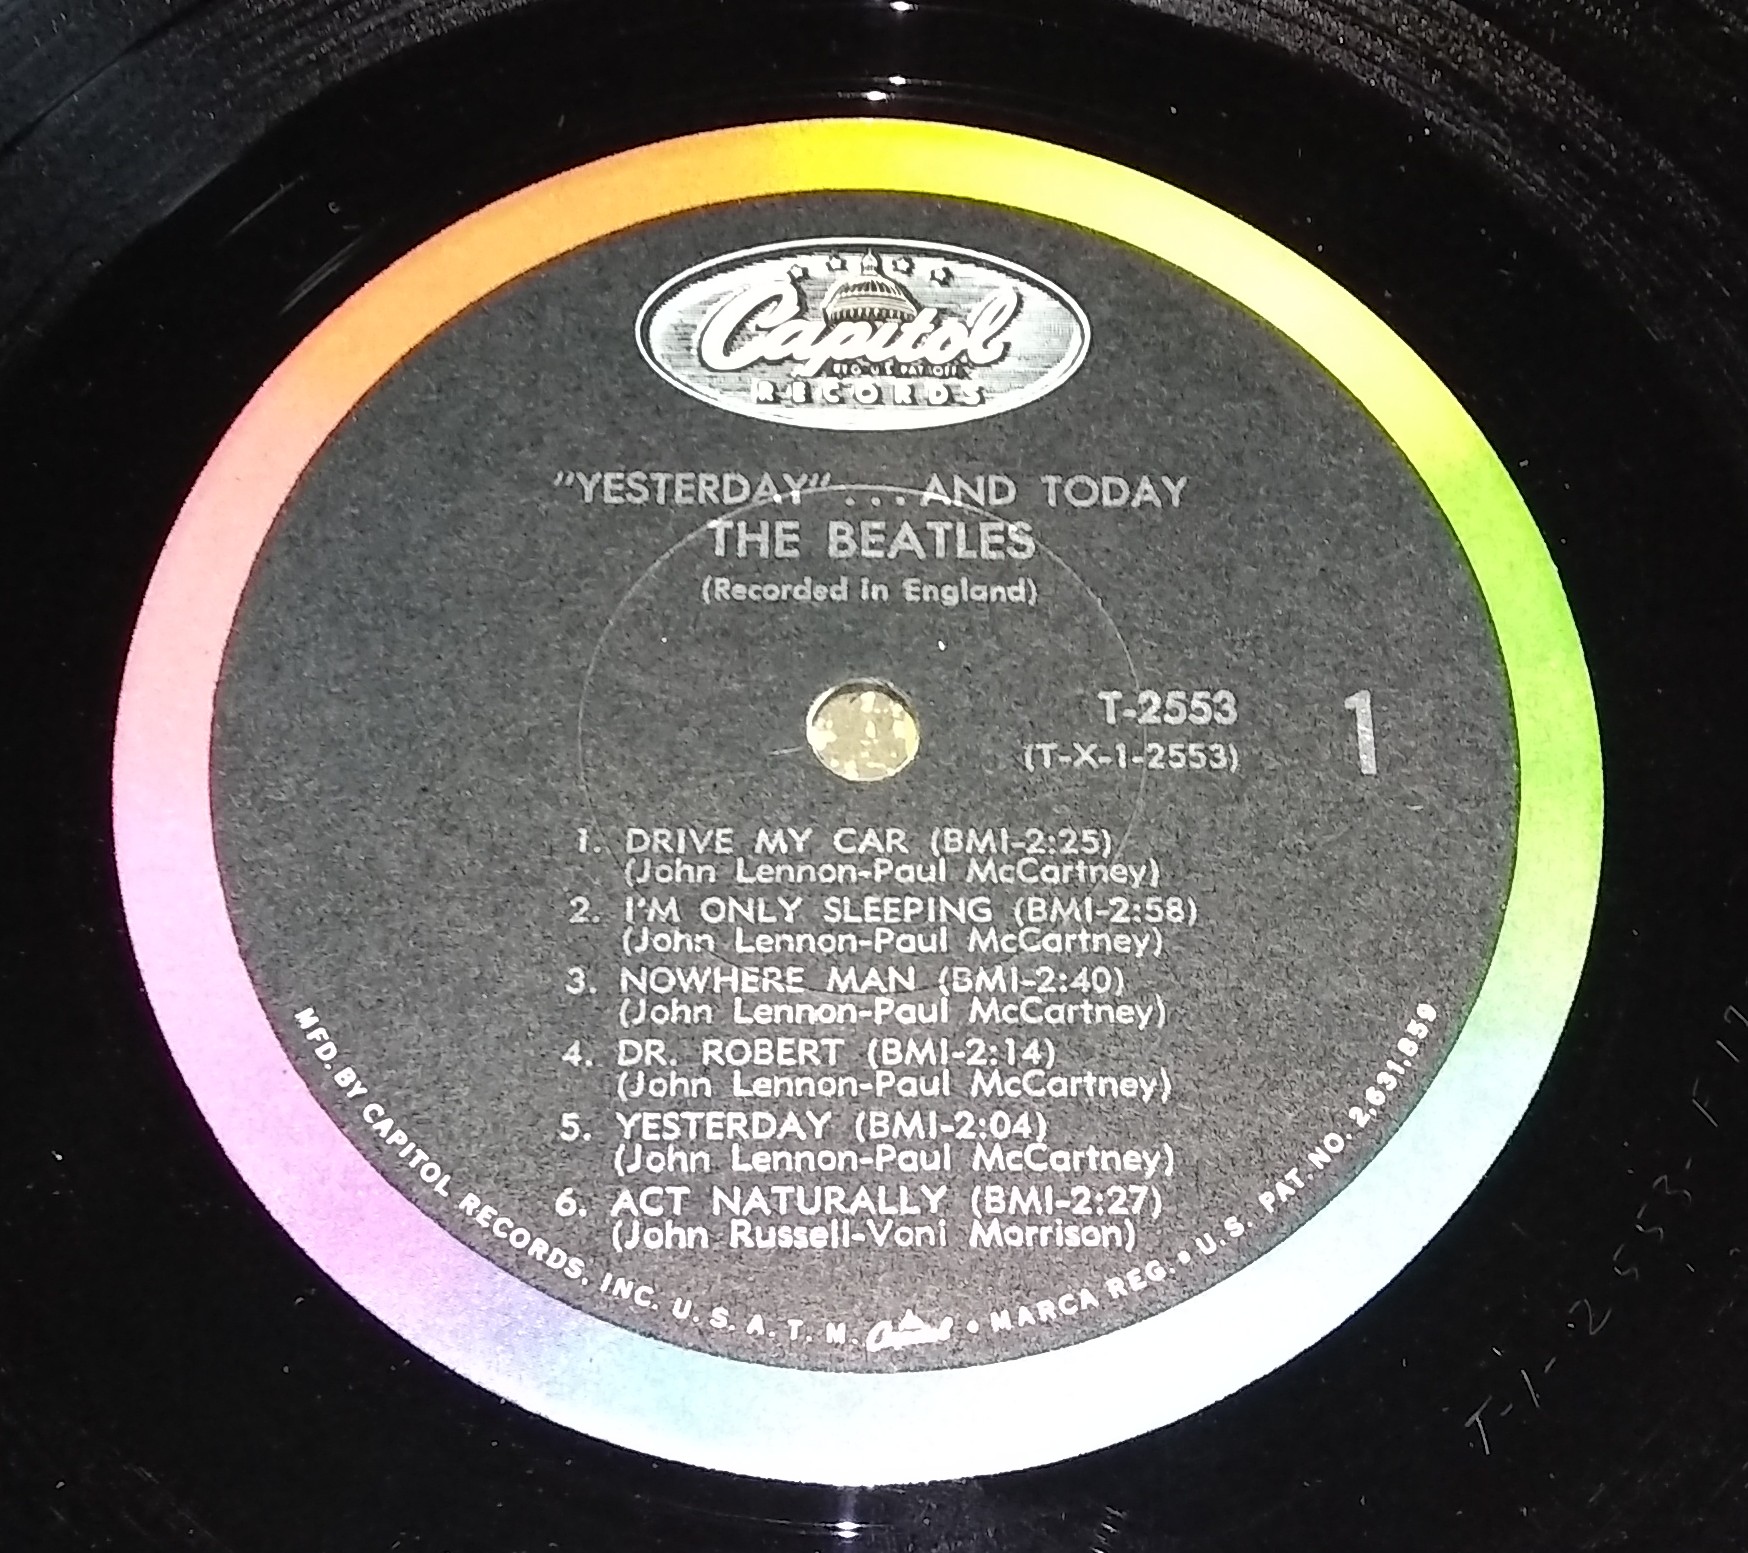 Capitol
REG. U.S. PAT. OFF.
RECORDS
"YESTERDAY" . . . AND TODAY
THE BEATLES
(Recorded in England)
T-2553
1
(T-X-1-2553)
1. DRIVE MY CAR (BMI-2:25)
(John Lennon-Paul McCartney)
2. I'M ONLY SLEEPING (BMI-2:58)
(John Lennon-Paul McCartney)
3. NOWHERE MAN (BMI-2:40)
(John Lennon-Paul McCartney)
4. DR. ROBERT (BMI-2:14)
(John Lennon-Paul McCartney)
5. YESTERDAY (BMI-2:04)
(John Lennon-Paul McCartney)
6. ACT NATURALLY (BMI-2:27)
(John Russell-Voni Morrison)
MFD. BY CAPITOL RECORDS, INC. U. S. A. T. M. Capitol • MARCA REG. • U.S. PAT. NO. 2,631,859
T-1-2553-F